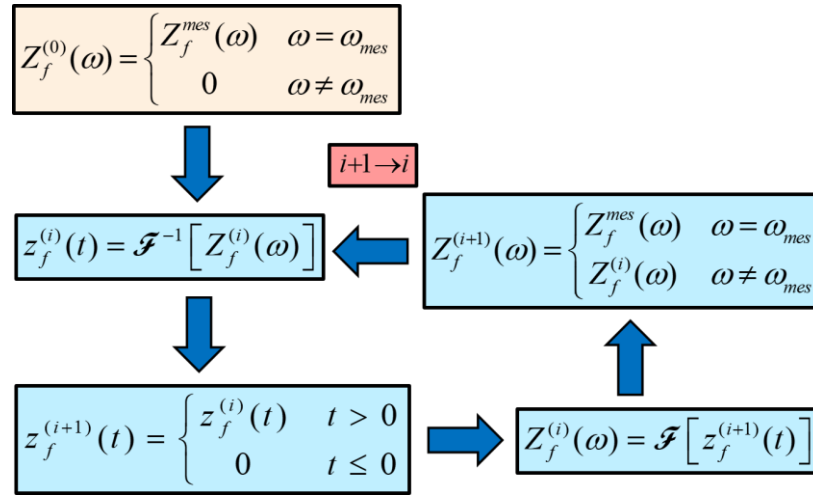 Z_f^{(0)}(ω) = { Z_f^{mes}(ω)  ω = ω_{mes}
0  ω ≠ ω_{mes}
i+1→i
z_f^{(i)}(t) = ℱ^{-1}[Z_f^{(i)}(ω)]
Z_f^{(i+1)}(ω) = { Z_f^{mes}(ω)  ω = ω_{mes}
Z_f^{(i)}(ω)  ω ≠ ω_{mes}
z_f^{(i+1)}(t) = { z_f^{(i)}(t)  t > 0
0  t ≤ 0
Z_f^{(i)}(ω) = ℱ[z_f^{(i+1)}(t)]